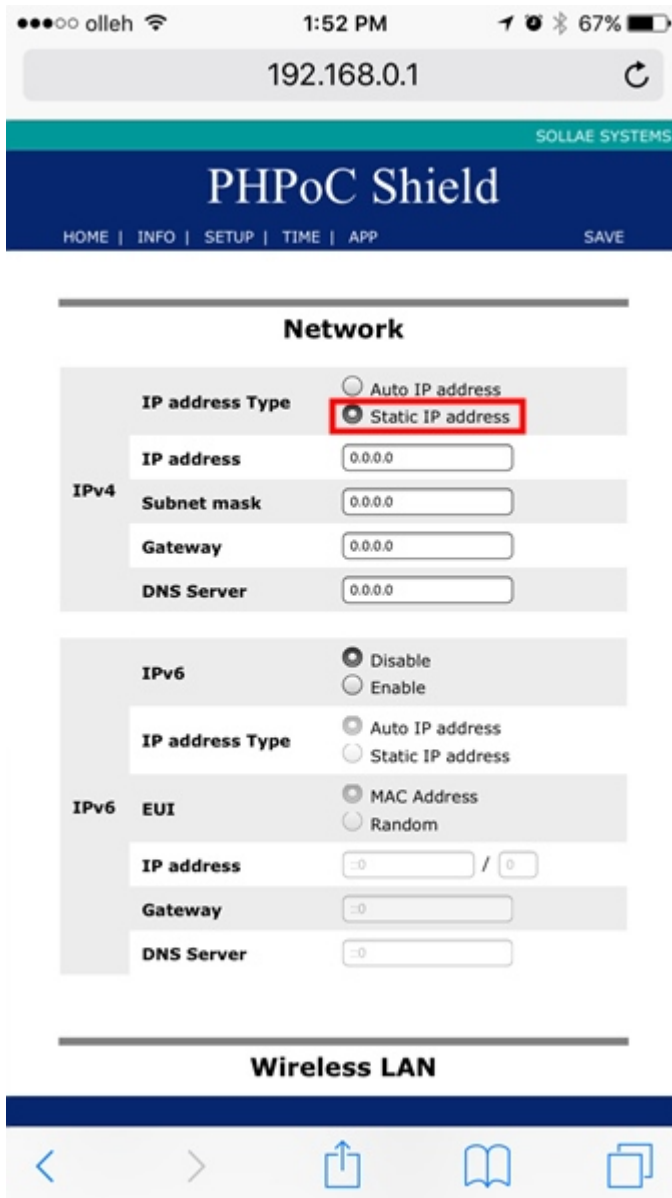 olleh 1:52 PM 67%
192.168.0.1
SOLLAE SYSTEMS
PHPoC Shield
HOME | INFO | SETUP | TIME | APP SAVE
Network
IPv4
IP address Type
Auto IP address
Static IP address
IP address 0.0.0.0
Subnet mask 0.0.0.0
Gateway 0.0.0.0
DNS Server 0.0.0.0
IPv6
IPv6
Disable
Enable
IP address Type
Auto IP address
Static IP address
EUI
MAC Address
Random
IP address ::0 / 0
Gateway ::0
DNS Server ::0
Wireless LAN